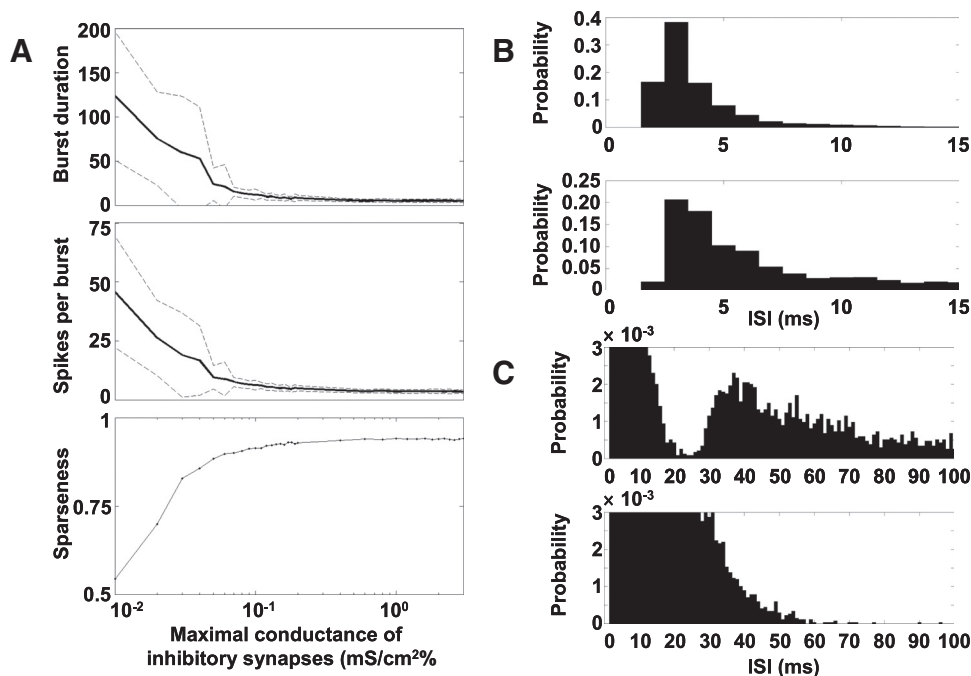 A
200
150
100
50
0
Burst duration
75
50
25
0
Spikes per burst
1
0.75
0.5
Sparseness
10-2
10-1
100
Maximal conductance of
inhibitory synapses (mS/cm2%
B
0.4
0.3
0.2
0.1
0
Probability
0 5 10 15
0.25
0.20
0.15
0.10
0.05
0
Probability
0 5 10 15
ISI (ms)
C
× 10-3
3
2
1
0
Probability
0 10 20 30 40 50 60 70 80 90 100
× 10-3
3
2
1
0
Probability
0 10 20 30 40 50 60 70 80 90 100
ISI (ms)